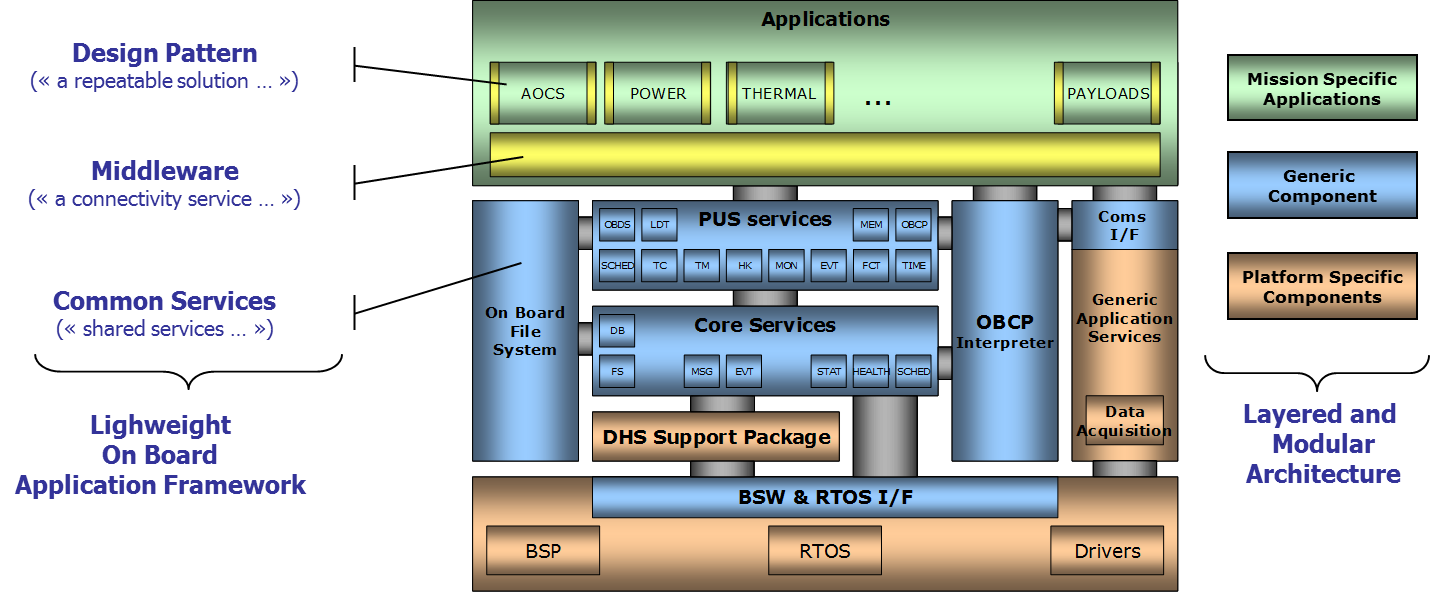 Design Pattern
(« a repeatable solution ... »)
Middleware
(« a connectivity service ... »)
Common Services
(« shared services ... »)
Lighweight
On Board
Application Framework
Applications
AOCS
POWER
THERMAL
...
PAYLOADS
On Board
File
System
PUS services
OBDS
LDT
MEM
OBCP
SCHED
TC
TM
HK
MON
EVT
FCT
TIME
Core Services
DB
FS
MSG
EVT
STAT
HEALTH
SCHED
DHS Support Package
OBCP
Interpreter
Coms
I/F
Generic
Application
Services
Data
Acquisition
BSW & RTOS I/F
BSP
RTOS
Drivers
Mission Specific
Applications
Generic
Component
Platform Specific
Components
Layered and
Modular
Architecture